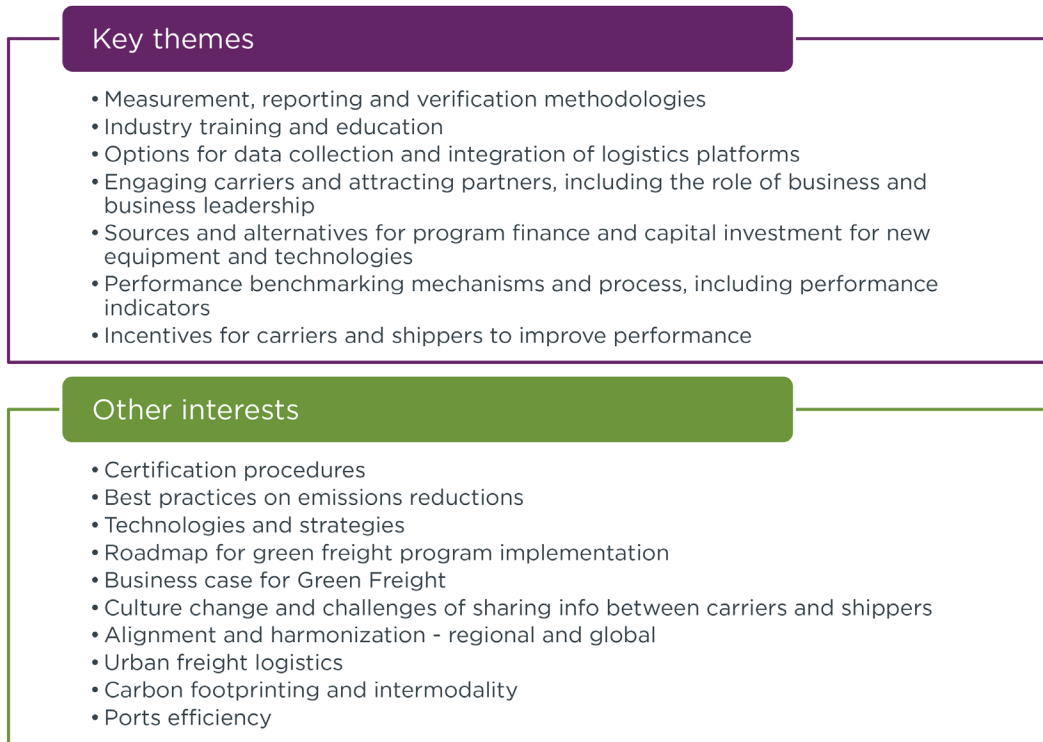 Key themes
• Measurement, reporting and verification methodologies
• Industry training and education
• Options for data collection and integration of logistics platforms
• Engaging carriers and attracting partners, including the role of business and
business leadership
• Sources and alternatives for program finance and capital investment for new
equipment and technologies
• Performance benchmarking mechanisms and process, including performance
indicators
• Incentives for carriers and shippers to improve performance
Other interests
• Certification procedures
• Best practices on emissions reductions
• Technologies and strategies
• Roadmap for green freight program implementation
• Business case for Green Freight
• Culture change and challenges of sharing info between carriers and shippers
• Alignment and harmonization - regional and global
• Urban freight logistics
• Carbon footprinting and intermodality
• Ports efficiency